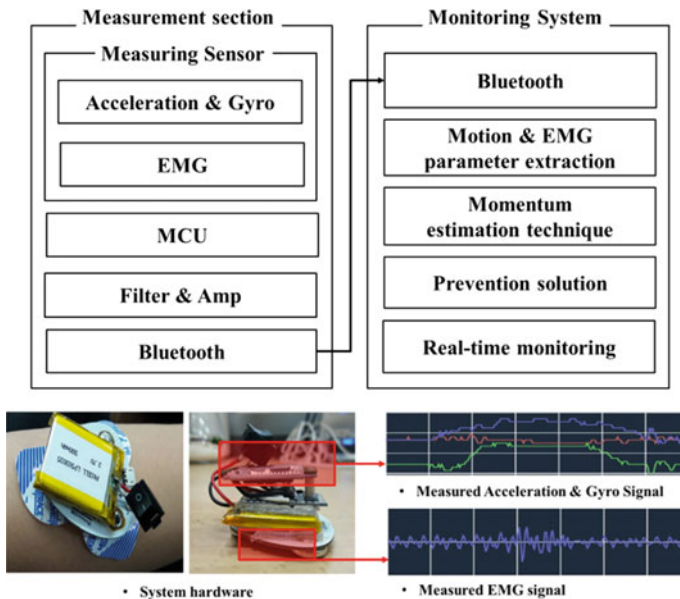 Measurement section
Measuring Sensor
Acceleration & Gyro
EMG
MCU
Filter & Amp
Bluetooth
Monitoring System
Bluetooth
Motion & EMG
parameter extraction
Momentum
estimation technique
Prevention solution
Real-time monitoring
• Measured Acceleration & Gyro Signal
• System hardware
• Measured EMG signal